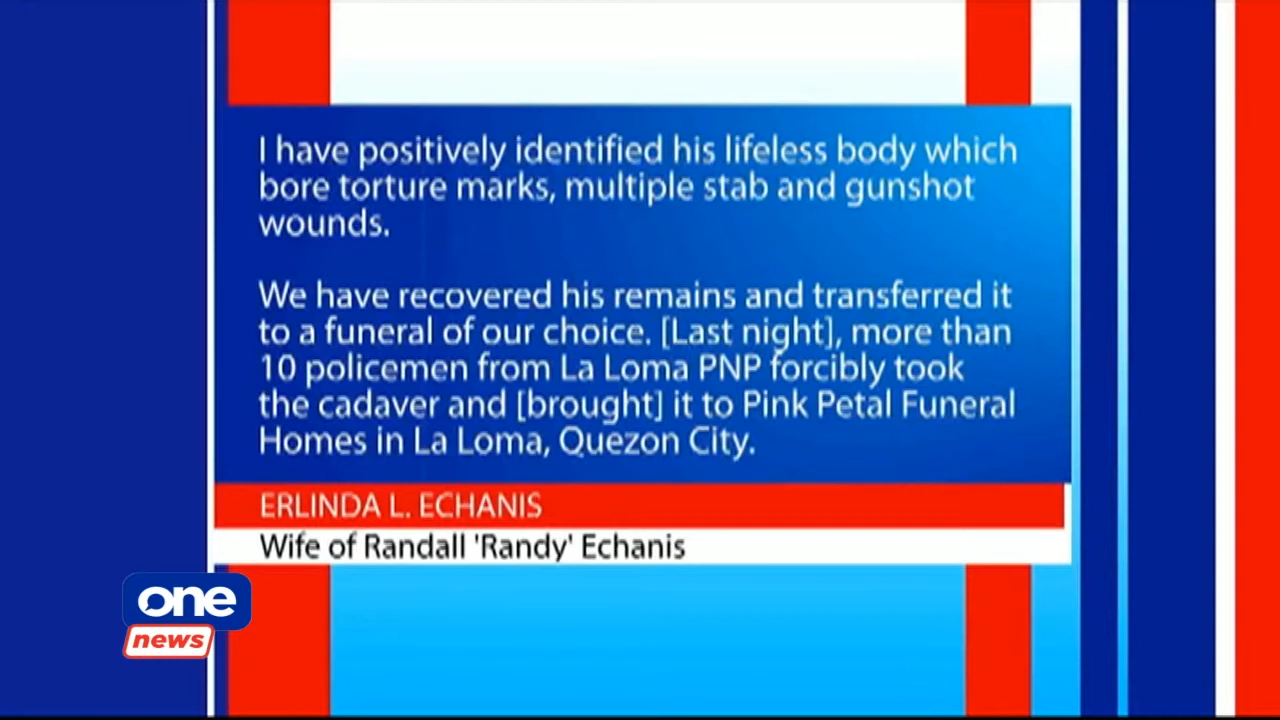 I have positively identified his lifeless body which
bore torture marks, multiple stab and gunshot
wounds.
We have recovered his remains and transferred it
to a funeral of our choice. [Last night], more than
10 policemen from La Loma PNP forcibly took
the cadaver and [brought] it to Pink Petal Funeral
Homes in La Loma, Quezon City.
ERLINDA L. ECHANIS
Wife of Randall 'Randy' Echanis
one
news